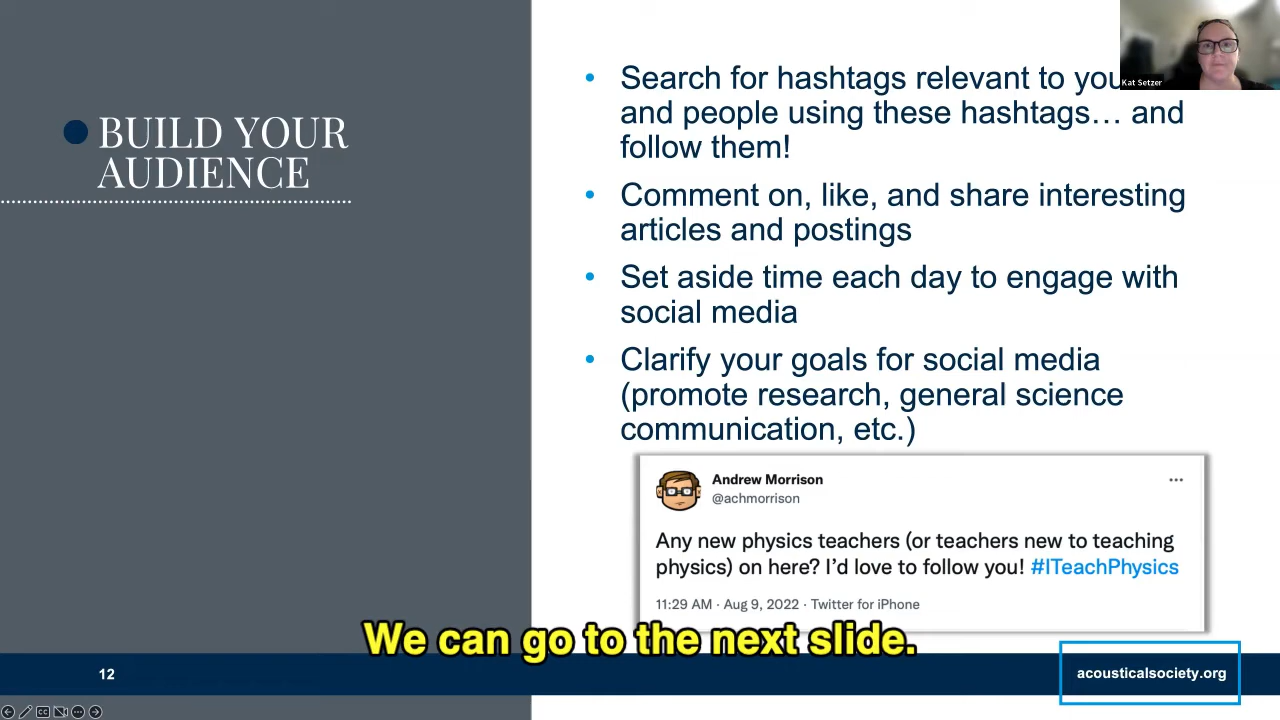 BUILD YOUR
AUDIENCE
• Search for hashtags relevant to you
and people using these hashtags… and
follow them!
• Comment on, like, and share interesting
articles and postings
• Set aside time each day to engage with
social media
• Clarify your goals for social media
(promote research, general science
communication, etc.)
Kat Setzer
Andrew Morrison
@achmorrison
Any new physics teachers (or teachers new to teaching
physics) on here? I'd love to follow you! #ITeachPhysics
11:29 AM · Aug 9, 2022 · Twitter for iPhone
We can go to the next slide.
12
acousticalsociety.org